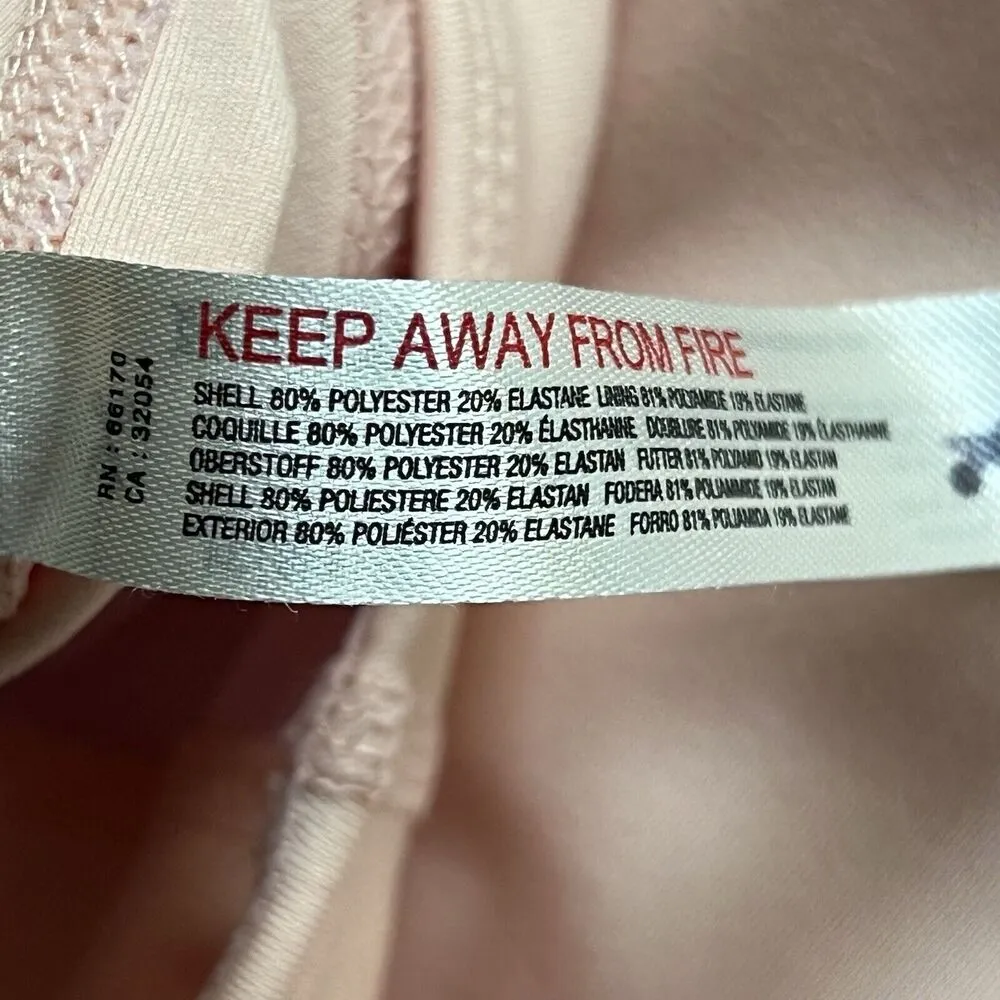 KEEP AWAY FROM FIRE
SHELL 80% POLYESTER 20% ELASTANE LINING 81% POLYAMIDE 19% ELASTANE
COQUILLE 80% POLYESTER 20% ÉLASTHANNE DOUBLURE 81% POLYAMIDE 19% ÉLASTHANNE
OBERSTOFF 80% POLYESTER 20% ELASTAN FUTTER 81% POLYAMID 19% ELASTAN
SHELL 80% POLIESTERE 20% ELASTAN FODERA 81% POLIAMMIDE 19% ELASTAN
EXTERIOR 80% POLIÉSTER 20% ELASTANE FORRO 81% POLIAMIDA 19% ELASTANE
RN : 66170
CA : 32054